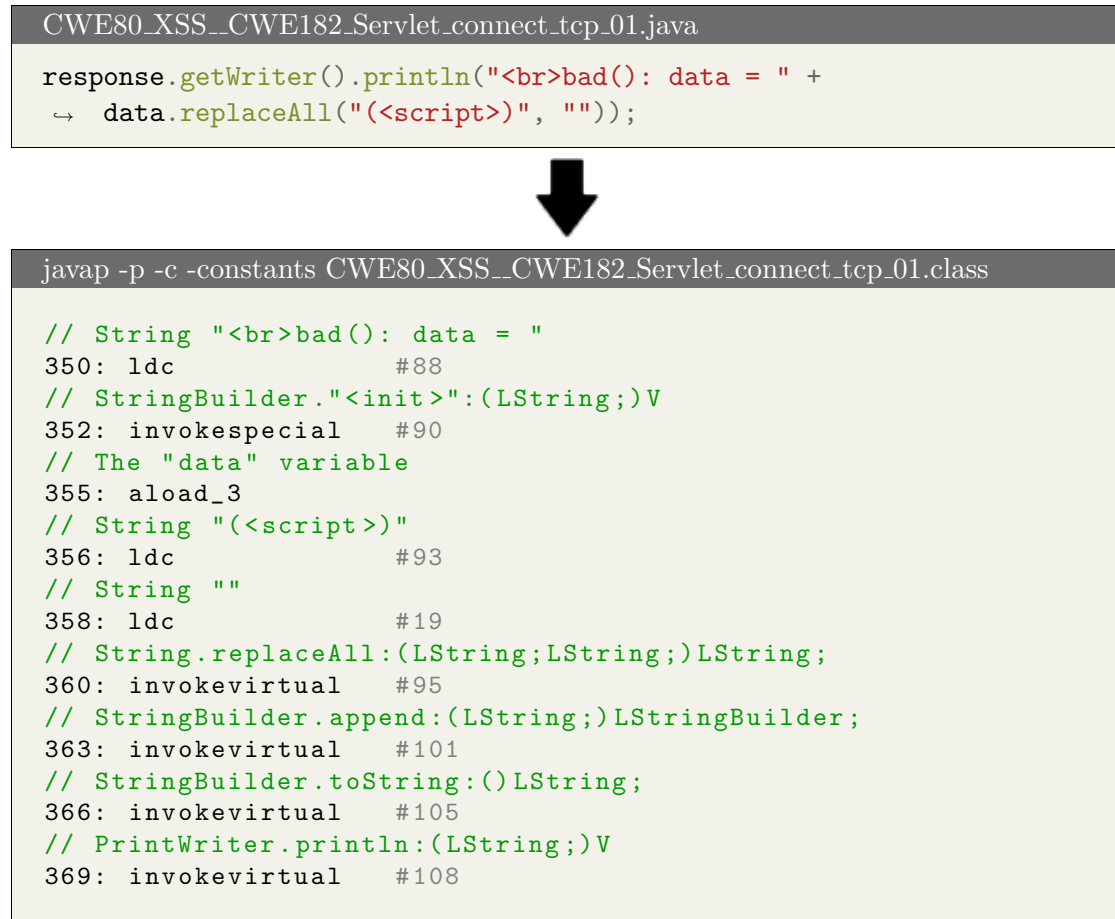 CWE80_XSS__CWE182_Servlet_connect_tcp_01.java
response.getWriter().println("<br>bad(): data = " +
↪ data.replaceAll("(<script>)", ""));
javap -p -c -constants CWE80_XSS__CWE182_Servlet_connect_tcp_01.class
// String "<br>bad(): data = "
350: ldc #88
// StringBuilder."<init>":(LString;)V
352: invokespecial #90
// The "data" variable
355: aload_3
// String "(<script>)"
356: ldc #93
// String ""
358: ldc #19
// String.replaceAll:(LString;LString;)LString;
360: invokevirtual #95
// StringBuilder.append:(LString;)LStringBuilder;
363: invokevirtual #101
// StringBuilder.toString:()LString;
366: invokevirtual #105
// PrintWriter.println:(LString;)V
369: invokevirtual #108